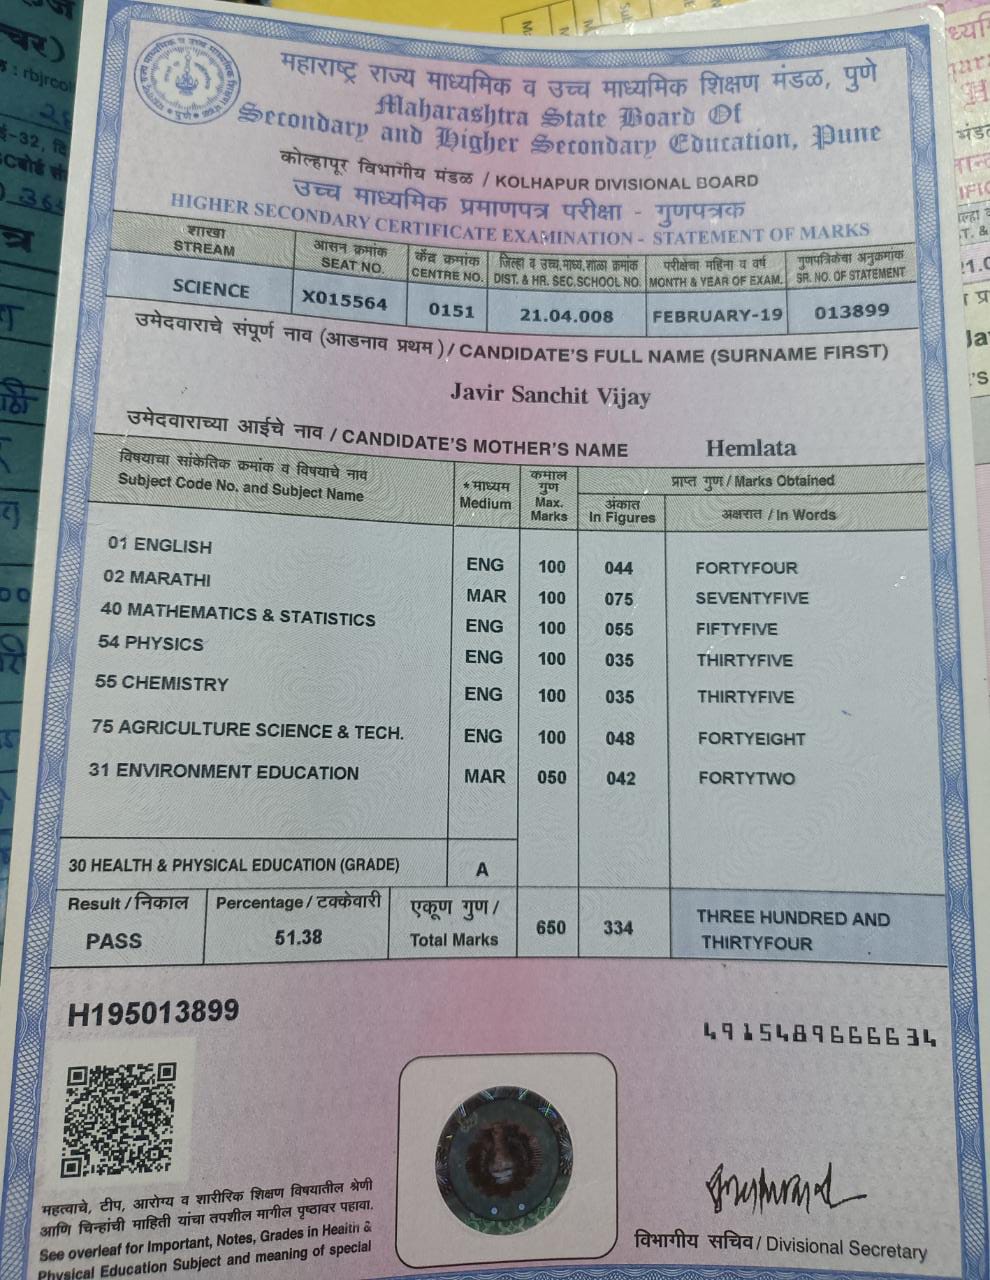 महाराष्ट्र राज्य माध्यमिक व उच्च माध्यमिक शिक्षण मंडळ, पुणे
Maharashtra State Board Of
Secondary and Higher Secondary Education, Pune
कोल्हापूर विभागीय मंडळ / KOLHAPUR DIVISIONAL BOARD
उच्च माध्यमिक प्रमाणपत्र परीक्षा - गुणपत्रक
HIGHER SECONDARY CERTIFICATE EXAMINATION - STATEMENT OF MARKS
शाखा आसन क्रमांक केंद्र क्रमांक जिल्हा व उच्च.माध्य.शाळा क्रमांक परीक्षेचा महिना व वर्ष गुणपत्रिकेचा अनुक्रमांक
STREAM SEAT NO. CENTRE NO. DIST. & HR. SEC.SCHOOL NO. MONTH & YEAR OF EXAM. SR. NO. OF STATEMENT
SCIENCE X015564 0151 21.04.008 FEBRUARY-19 013899
उमेदवाराचे संपूर्ण नाव (आडनाव प्रथम) / CANDIDATE'S FULL NAME (SURNAME FIRST)
Javir Sanchit Vijay
उमेदवाराच्या आईचे नाव / CANDIDATE'S MOTHER'S NAME Hemlata
विषयाचा सांकेतिक क्रमांक व विषयाचे नाव
Subject Code No. and Subject Name
* माध्यम
Medium
कमाल
गुण
Max.
Marks
प्राप्त गुण / Marks Obtained
अंकात
In Figures
अक्षरात / In Words
01 ENGLISH ENG 100 044 FORTYFOUR
02 MARATHI MAR 100 075 SEVENTYFIVE
40 MATHEMATICS & STATISTICS ENG 100 055 FIFTYFIVE
54 PHYSICS ENG 100 035 THIRTYFIVE
55 CHEMISTRY ENG 100 035 THIRTYFIVE
75 AGRICULTURE SCIENCE & TECH. ENG 100 048 FORTYEIGHT
31 ENVIRONMENT EDUCATION MAR 050 042 FORTYTWO
30 HEALTH & PHYSICAL EDUCATION (GRADE) A
Result / निकाल Percentage / टक्केवारी एकूण गुण /
PASS 51.38 Total Marks 650 334 THREE HUNDRED AND
THIRTYFOUR
H195013899
4915489666634
महत्वाचे, टीप, आरोग्य व शारीरिक शिक्षण विषयातील श्रेणी
आणि चिन्हांची माहिती यांचा तपशील मागील पृष्ठावर पहावा.
See overleaf for Important, Notes, Grades in Health &
Physical Education Subject and meaning of special
विभागीय सचिव / Divisional Secretary